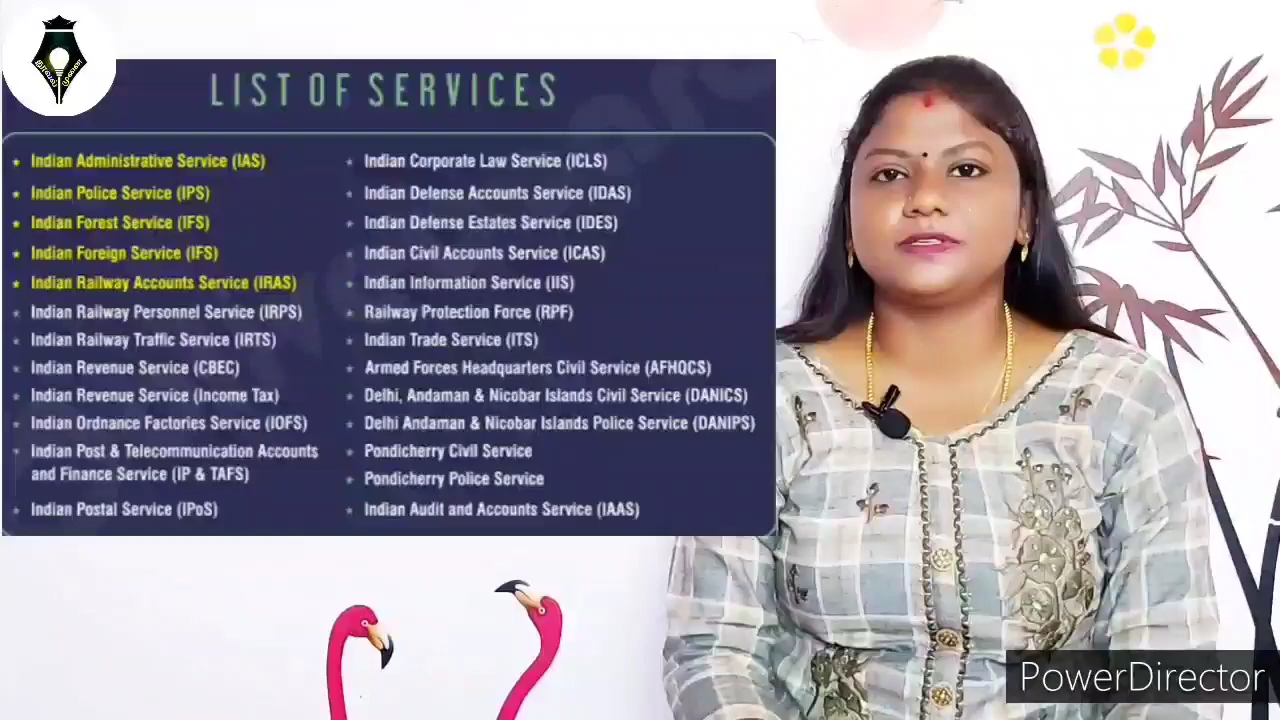 LIST OF SERVICES
Indian Administrative Service (IAS)
Indian Police Service (IPS)
Indian Forest Service (IFS)
Indian Foreign Service (IFS)
Indian Railway Accounts Service (IRAS)
Indian Railway Personnel Service (IRPS)
Indian Railway Traffic Service (IRTS)
Indian Revenue Service (CBEC)
Indian Revenue Service (Income Tax)
Indian Ordnance Factories Service (IOFS)
Indian Post & Telecommunication Accounts
and Finance Service (IP & TAFS)
Indian Postal Service (IPoS)
Indian Corporate Law Service (ICLS)
Indian Defense Accounts Service (IDAS)
Indian Defense Estates Service (IDES)
Indian Civil Accounts Service (ICAS)
Indian Information Service (IIS)
Railway Protection Force (RPF)
Indian Trade Service (ITS)
Armed Forces Headquarters Civil Service (AFHQCS)
Delhi, Andaman & Nicobar Islands Civil Service (DANICS)
Delhi Andaman & Nicobar Islands Police Service (DANIPS)
Pondicherry Civil Service
Pondicherry Police Service
Indian Audit and Accounts Service (IAAS)
PowerDirector